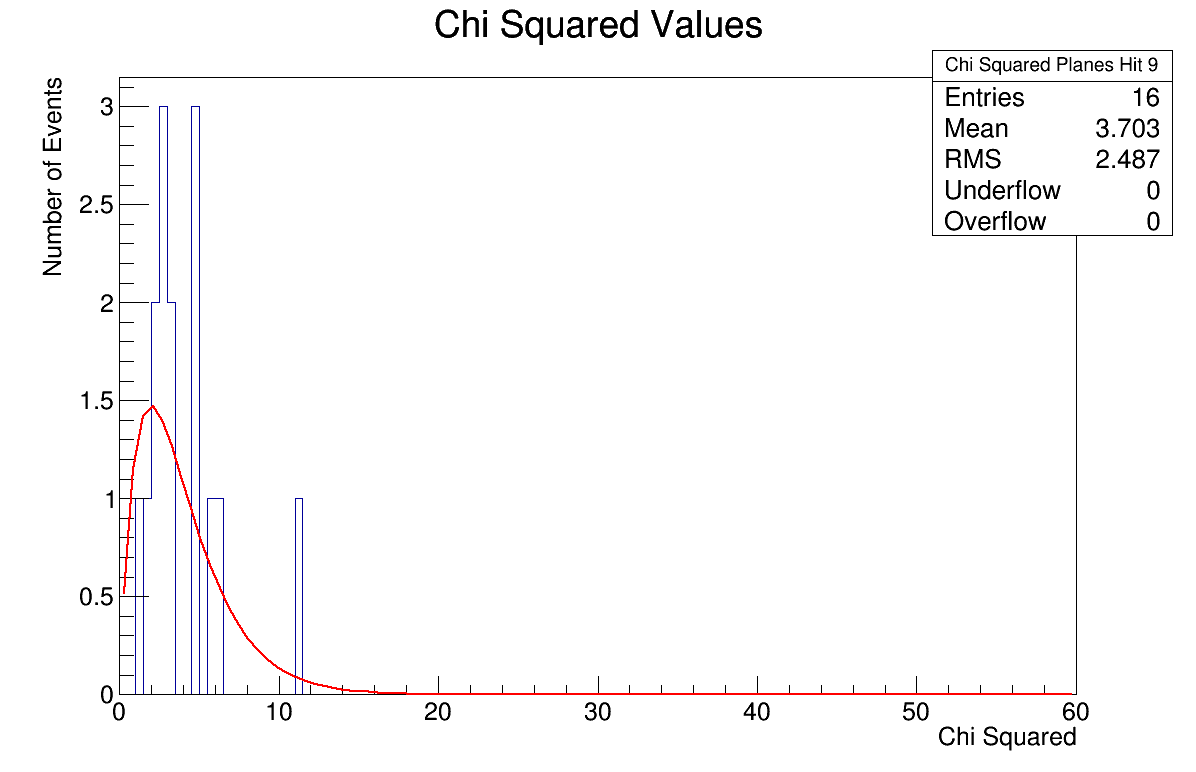 Chi Squared Values
Chi Squared Planes Hit 9
Entries 16
Mean 3.703
RMS 2.487
Underflow 0
Overflow 0
Number of Events
3
2.5
2
1.5
1
0.5
0
0 10 20 30 40 50 60
Chi Squared